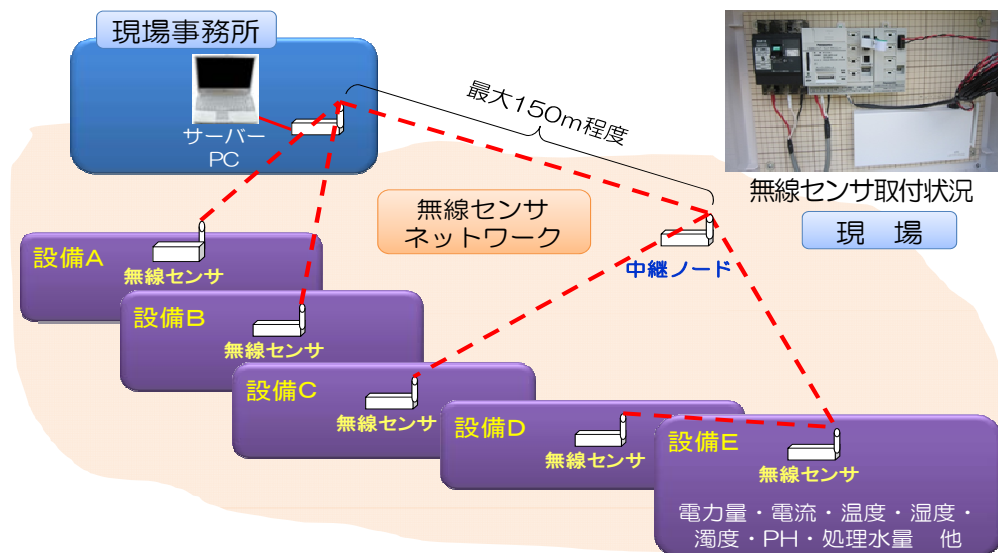 現場事務所
サーバー
PC
最大150m程度
無線センサ取付状況
現　場
無線センサ
ネットワーク
中継ノード
設備A
無線センサ
設備B
無線センサ
設備C
無線センサ
設備D
無線センサ
設備E
無線センサ
電力量・電流・温度・湿度・
濁度・PH・処理水量　他